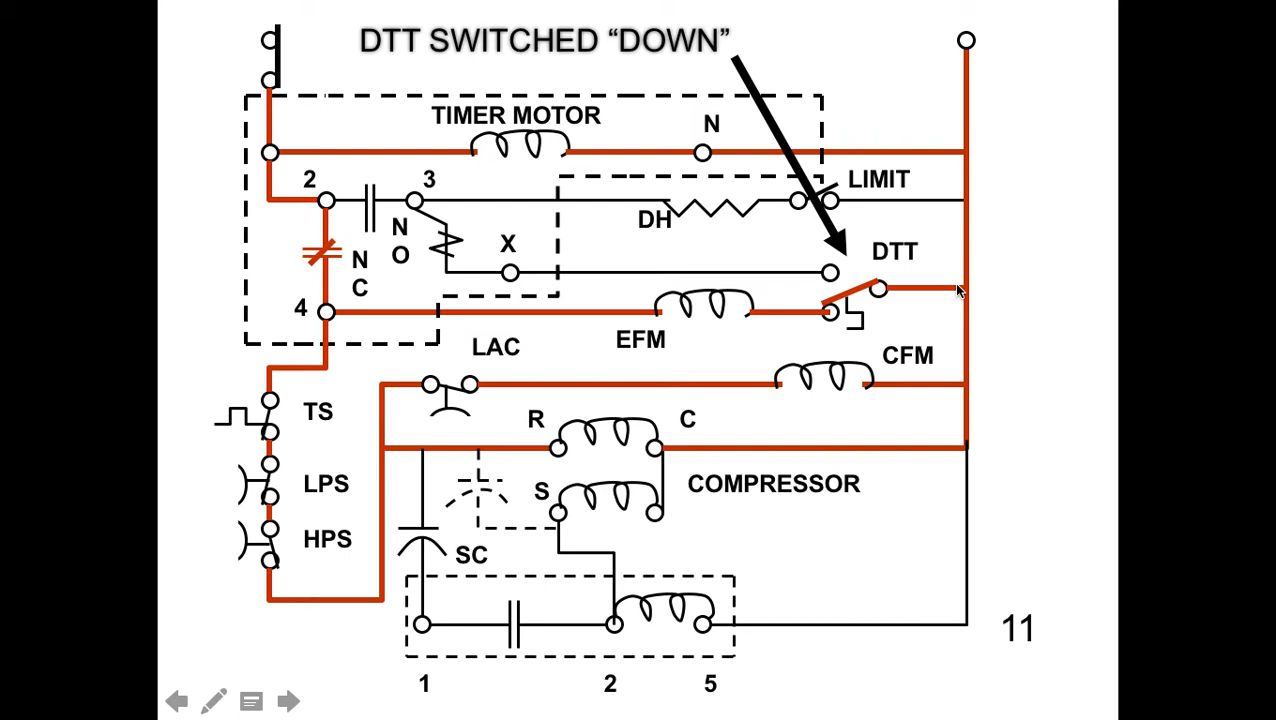 DTT SWITCHED “DOWN”
TIMER MOTOR
N
2
3
LIMIT
DH
N
O
X
DTT
N
C
4
EFM
LAC
CFM
TS
R
C
LPS
S
COMPRESSOR
HPS
SC
11
1
2
5